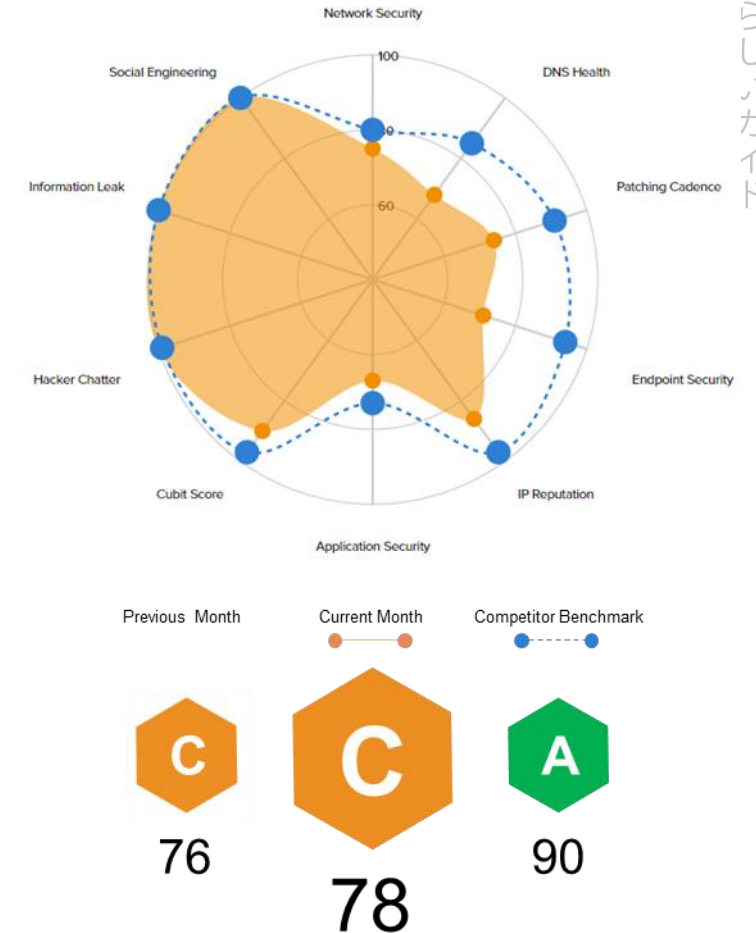 Network Security
100
Social Engineering
DNS Health
Information Leak
Patching Cadence
60
Hacker Chatter
Endpoint Security
Cubit Score
IP Reputation
Application Security
Previous Month
Current Month
Competitor Benchmark
C
C
A
76
78
90